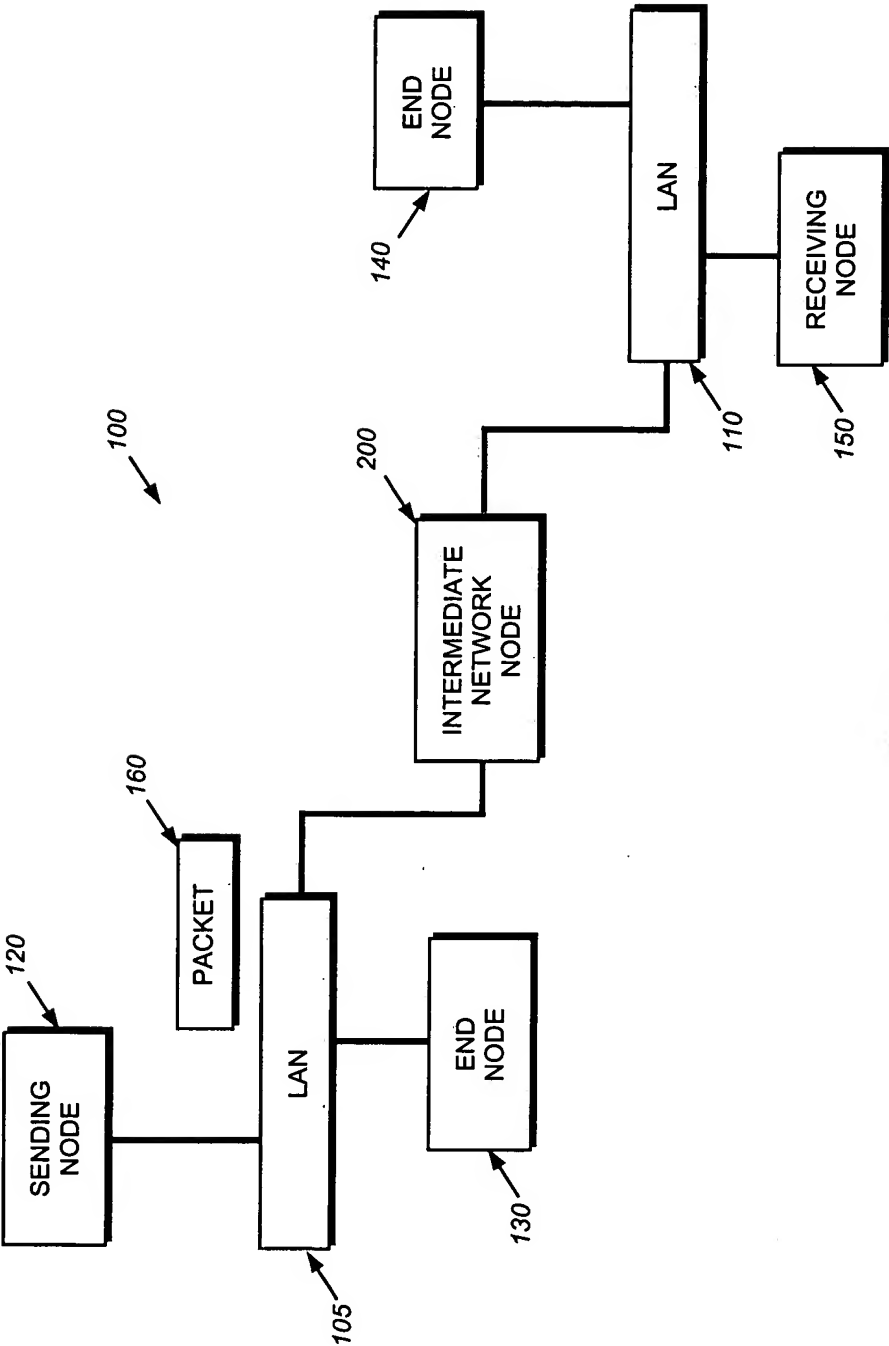 100
SENDING
NODE
120
PACKET
160
LAN
105
END
NODE
130
INTERMEDIATE
NETWORK
NODE
200
END
NODE
140
LAN
110
RECEIVING
NODE
150